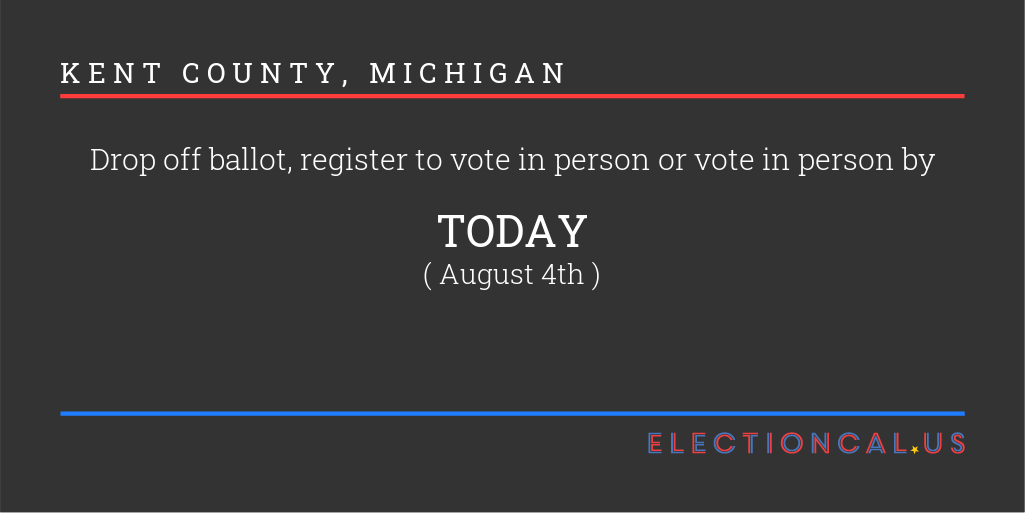 KENT COUNTY, MICHIGAN
Drop off ballot, register to vote in person or vote in person by
TODAY
( August 4th )
ELECTIONCAL.US